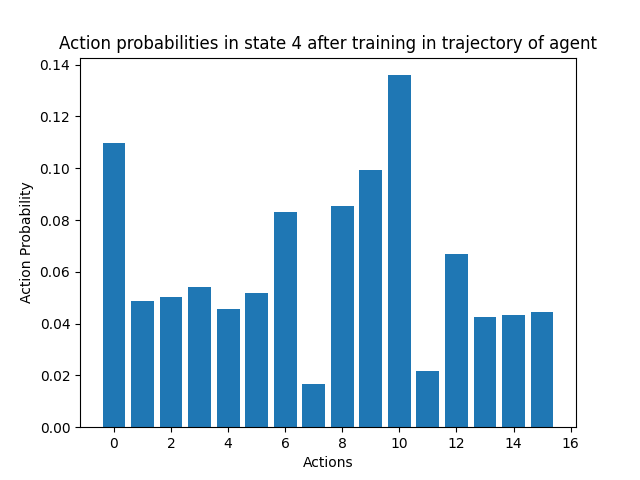 Action probabilities in state 4 after training in trajectory of agent
0.14
0.12
0.10
0.08
0.06
0.04
0.02
0.00
Action Probability
0 2 4 6 8 10 12 14 16
Actions